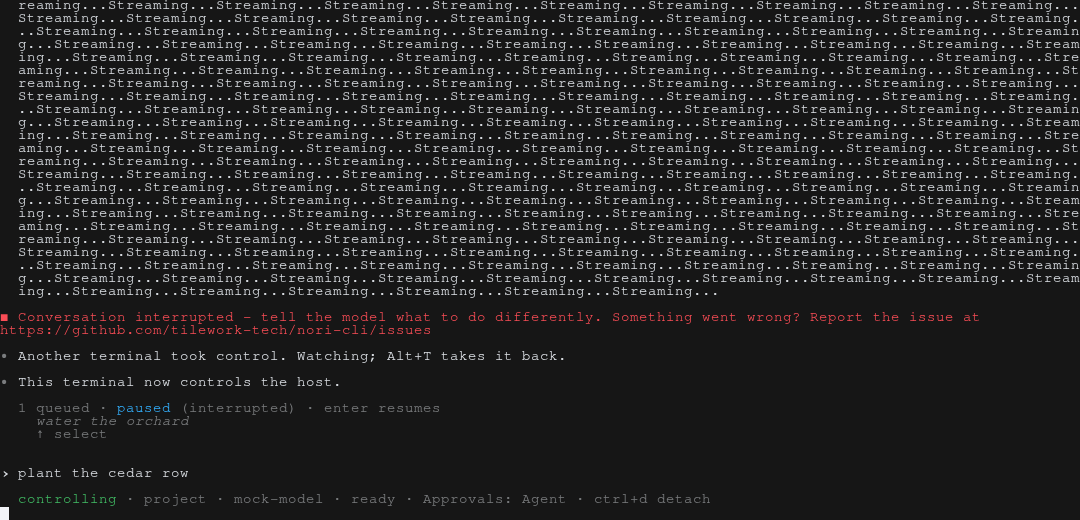 reaming...Streaming...Streaming...Streaming...Streaming...Streaming...Streaming...Streaming...Streaming...Streaming...
Streaming...Streaming...Streaming...Streaming...Streaming...Streaming...Streaming...Streaming...Streaming...Streaming.
..Streaming...Streaming...Streaming...Streaming...Streaming...Streaming...Streaming...Streaming...Streaming...Streamin
g...Streaming...Streaming...Streaming...Streaming...Streaming...Streaming...Streaming...Streaming...Streaming...Stream
ing...Streaming...Streaming...Streaming...Streaming...Streaming...Streaming...Streaming...Streaming...Streaming...Stre
aming...Streaming...Streaming...Streaming...Streaming...Streaming...Streaming...Streaming...Streaming...Streaming...St
reaming...Streaming...Streaming...Streaming...Streaming...Streaming...Streaming...Streaming...Streaming...Streaming...
Streaming...Streaming...Streaming...Streaming...Streaming...Streaming...Streaming...Streaming...Streaming...Streaming.
..Streaming...Streaming...Streaming...Streaming...Streaming...Streaming...Streaming...Streaming...Streaming...Streamin
g...Streaming...Streaming...Streaming...Streaming...Streaming...Streaming...Streaming...Streaming...Streaming...Stream
ing...Streaming...Streaming...Streaming...Streaming...Streaming...Streaming...Streaming...Streaming...Streaming...Stre
aming...Streaming...Streaming...Streaming...Streaming...Streaming...Streaming...Streaming...Streaming...Streaming...St
reaming...Streaming...Streaming...Streaming...Streaming...Streaming...Streaming...Streaming...Streaming...Streaming...
Streaming...Streaming...Streaming...Streaming...Streaming...Streaming...Streaming...Streaming...Streaming...Streaming.
..Streaming...Streaming...Streaming...Streaming...Streaming...Streaming...Streaming...Streaming...Streaming...Streamin
g...Streaming...Streaming...Streaming...Streaming...Streaming...Streaming...Streaming...Streaming...Streaming...Stream
ing...Streaming...Streaming...Streaming...Streaming...Streaming...Streaming...Streaming...Streaming...Streaming...Stre
aming...Streaming...Streaming...Streaming...Streaming...Streaming...Streaming...Streaming...Streaming...Streaming...St
reaming...Streaming...Streaming...Streaming...Streaming...Streaming...Streaming...Streaming...Streaming...Streaming...
Streaming...Streaming...Streaming...Streaming...Streaming...Streaming...Streaming...Streaming...Streaming...Streaming.
..Streaming...Streaming...Streaming...Streaming...Streaming...Streaming...Streaming...Streaming...Streaming...Streamin
g...Streaming...Streaming...Streaming...Streaming...Streaming...Streaming...Streaming...Streaming...Streaming...Stream
ing...Streaming...Streaming...Streaming...Streaming...Streaming...Streaming...
■ Conversation interrupted - tell the model what to do differently. Something went wrong? Report the issue at
https://github.com/tilework-tech/nori-cli/issues
• Another terminal took control. Watching; Alt+T takes it back.
• This terminal now controls the host.
1 queued · paused (interrupted) · enter resumes
water the orchard
↑ select
› plant the cedar row
controlling · project · mock-model · ready · Approvals: Agent · ctrl+d detach